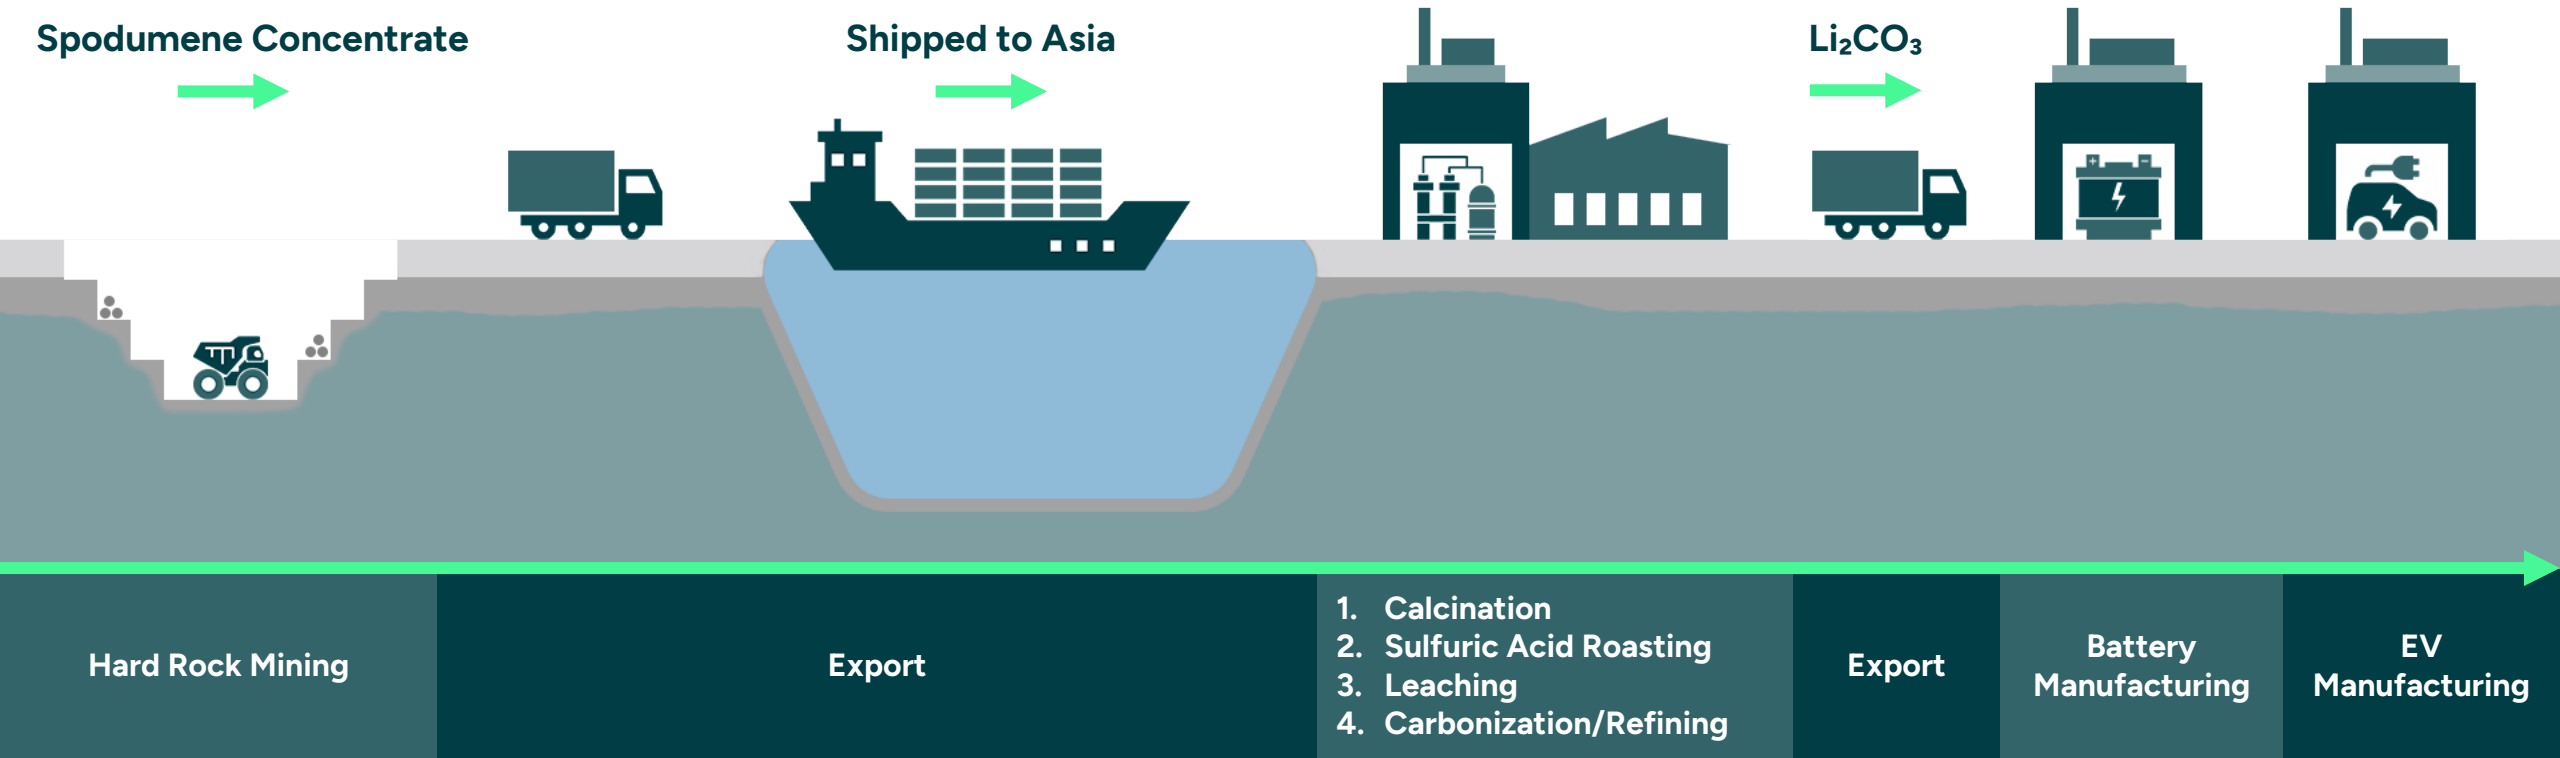 Spodumene Concentrate
Shipped to Asia
Li₂CO₃
Hard Rock Mining
Export
1. Calcination
2. Sulfuric Acid Roasting
3. Leaching
4. Carbonization/Refining
Export
Battery
Manufacturing
EV
Manufacturing